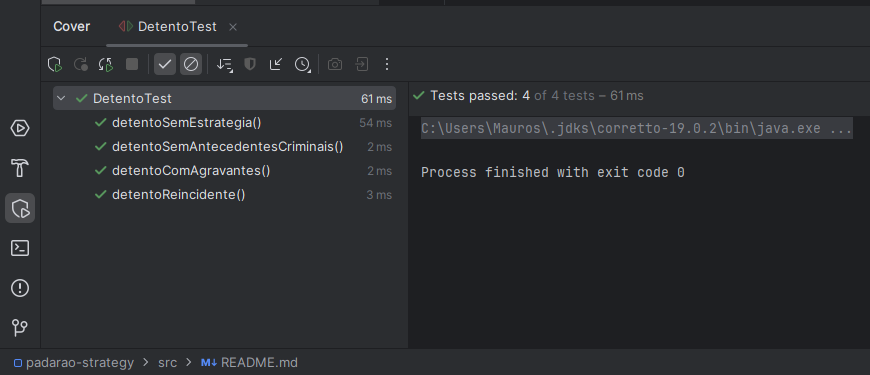 Cover DetentoTest
DetentoTest 61 ms
detentoSemEstrategia() 54 ms
detentoSemAntecedentesCriminais() 2 ms
detentoComAgravantes() 2 ms
detentoReincidente() 3 ms
Tests passed: 4 of 4 tests – 61 ms
C:\Users\Mauros\.jdks\corretto-19.0.2\bin\java.exe ...
Process finished with exit code 0
padarao-strategy > src > M↓ README.md